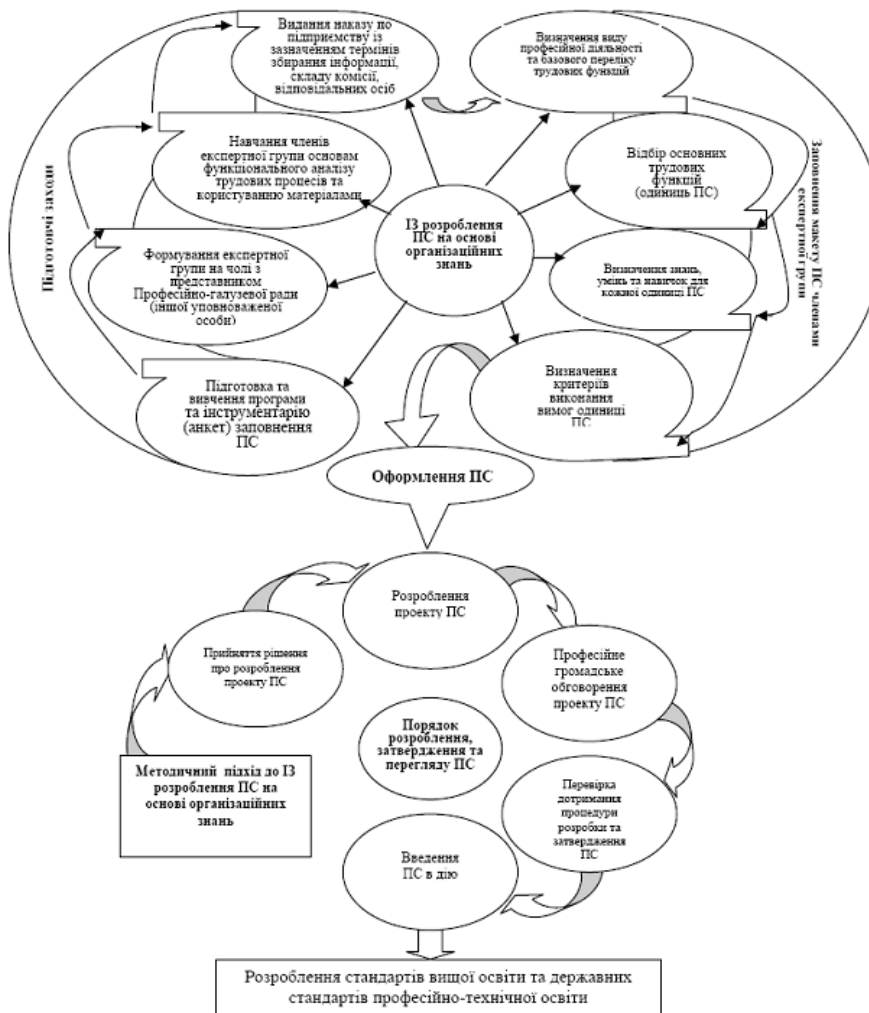 Видання наказу по
підприємству із
зазначенням термінів
збирання інформації,
складу комісії,
відповідальних осіб
Визначення виду
професійної діяльності
та базового переліку
трудових функцій
Навчання членів
експертної групи основам
функціонального аналізу
трудових процесів та
користуванню матеріалами
Відбір основних
трудових
функцій
(одиниць ПС)
Підготовчі заходи
ІЗ розроблення
ПС на основі
організаційних
знань
Заповнення макету ПС членами
експертної групи
Формування експертної
групи на чолі з
представником
Професійно-галузевої ради
(іншої уповноваженої
особи)
Визначення знань,
умінь та навичок для
кожної одиниці ПС
Підготовка та
вивчення програми
та інструментарію
(анкет) заповнення
ПС
Визначення
критеріїв
виконання
вимог одиниці
ПС
Оформлення ПС
Розроблення
проекту ПС
Прийняття рішення
про розроблення
проекту ПС
Професійне
громадське
обговорення
проекту ПС
Порядок
розроблення,
затвердження та
перегляду ПС
Методичний підхід до ІЗ
розроблення ПС на
основі організаційних
знань
Перевірка
дотримання
процедури
розробки та
затвердження
ПС
Введення
ПС в дію
Розроблення стандартів вищої освіти та державних
стандартів професійно-технічної освіти